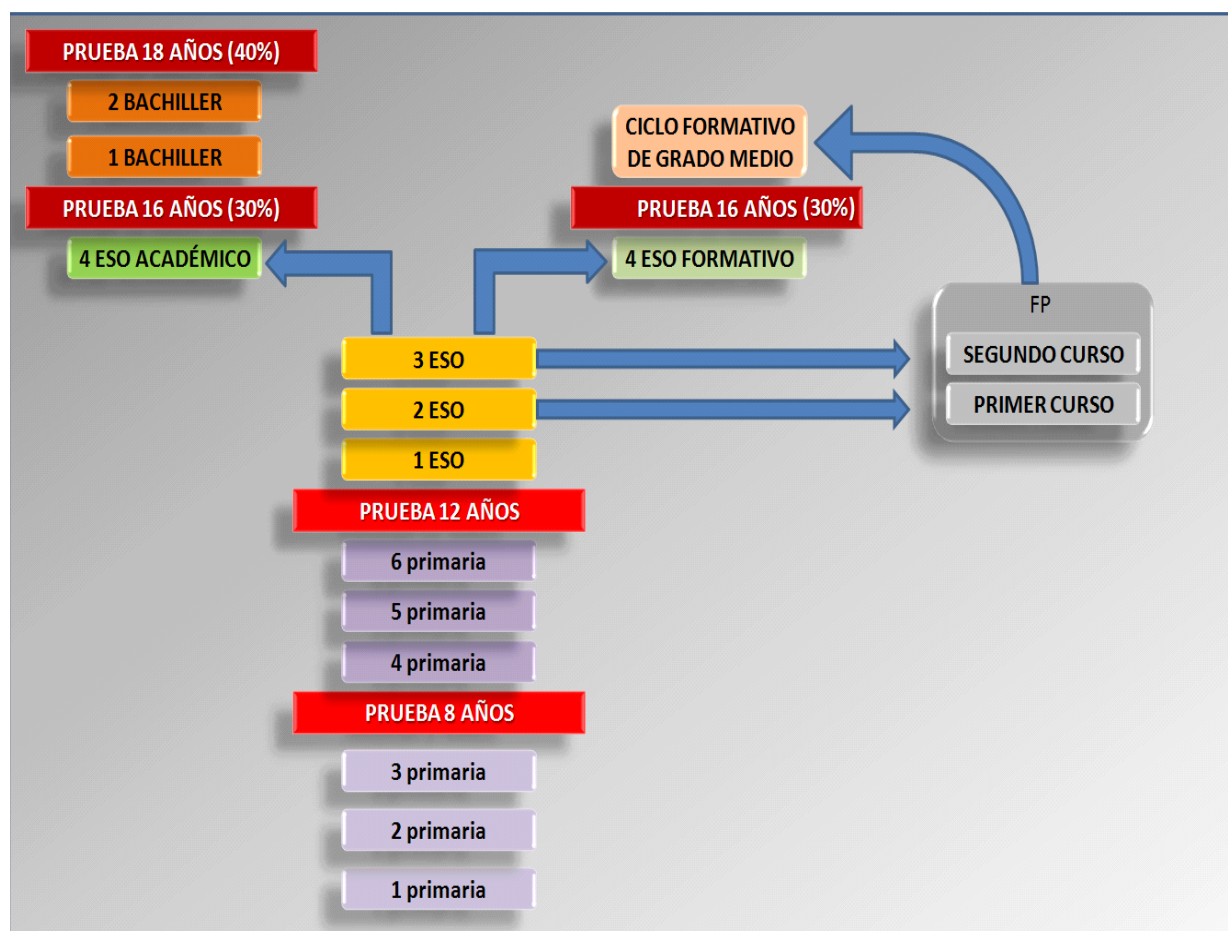 PRUEBA 18 AÑOS (40%)
2 BACHILLER
1 BACHILLER
PRUEBA 16 AÑOS (30%)
4 ESO ACADÉMICO
CICLO FORMATIVO
DE GRADO MEDIO
PRUEBA 16 AÑOS (30%)
4 ESO FORMATIVO
FP
SEGUNDO CURSO
PRIMER CURSO
3 ESO
2 ESO
1 ESO
PRUEBA 12 AÑOS
6 primaria
5 primaria
4 primaria
PRUEBA 8 AÑOS
3 primaria
2 primaria
1 primaria